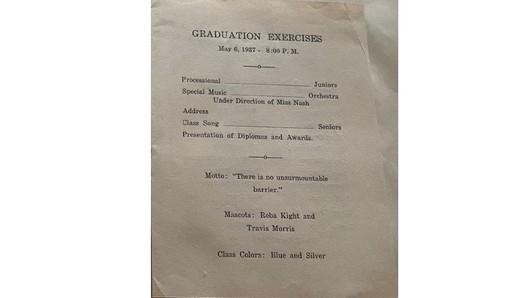 GRADUATION EXERCISES
May 6, 1937 - 8:00 P. M.
Processional Juniors
Special Music Orchestra
Under Direction of Miss Nash
Address
Class Song Seniors
Presentation of Diplomas and Awards.
Motto: "There is no unsurmountable
barrier."
Mascots: Reba Kight and
Travis Morris
Class Colors: Blue and Silver